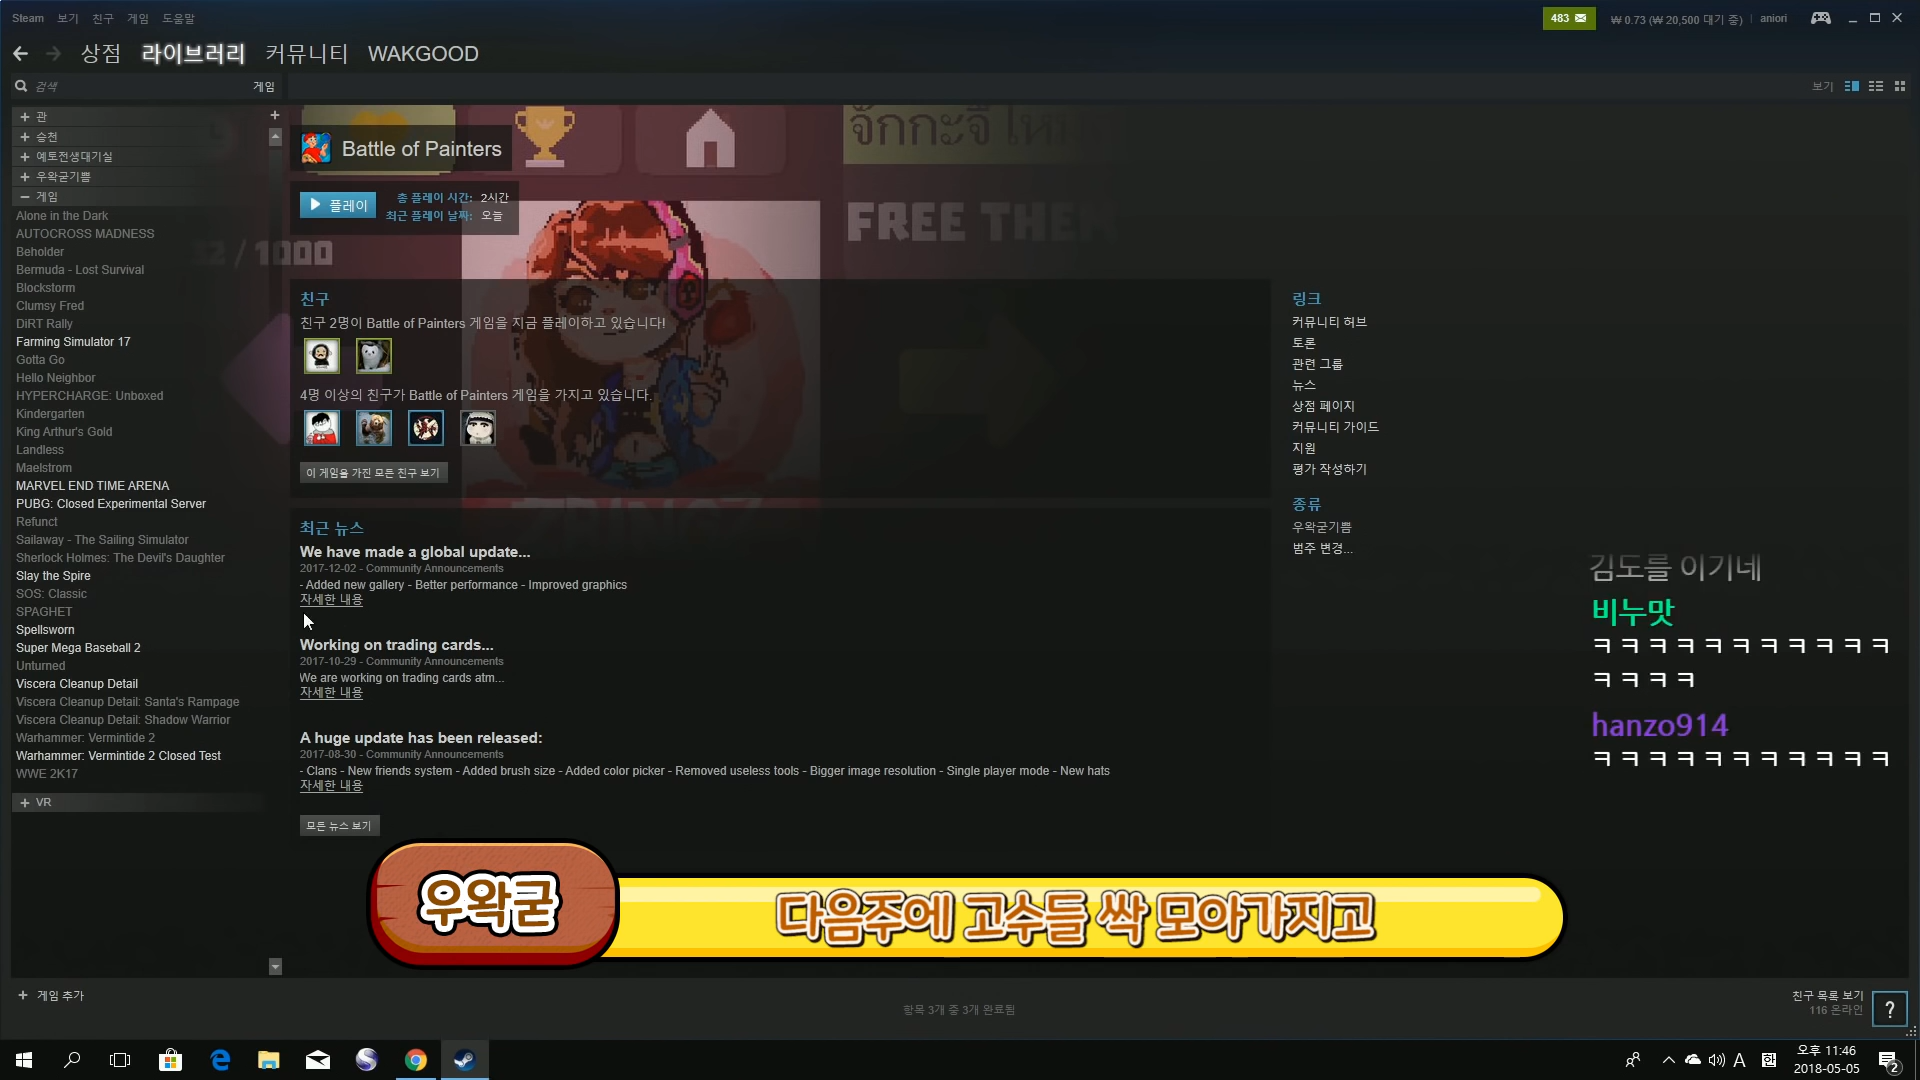 Steam 보기 친구 게임 도움말
483
₩ 0.73 (₩ 20,500 대기 중) aniori
상점 라이브러리 커뮤니티 WAKGOOD
검색 게임
보기
+ 관 +
+ 승천
+ 예토전생대기실
+ 우왁굳기쁨
− 게임
Alone in the Dark
AUTOCROSS MADNESS
Beholder
Bermuda - Lost Survival
Blockstorm
Clumsy Fred
DiRT Rally
Farming Simulator 17
Gotta Go
Hello Neighbor
HYPERCHARGE: Unboxed
Kindergarten
King Arthur's Gold
Landless
Maelstrom
MARVEL END TIME ARENA
PUBG: Closed Experimental Server
Refunct
Sailaway - The Sailing Simulator
Sherlock Holmes: The Devil's Daughter
Slay the Spire
SOS: Classic
SPAGHET
Spellsworn
Super Mega Baseball 2
Unturned
Viscera Cleanup Detail
Viscera Cleanup Detail: Santa's Rampage
Viscera Cleanup Detail: Shadow Warrior
Warhammer: Vermintide 2
Warhammer: Vermintide 2 Closed Test
WWE 2K17
+ VR
Battle of Painters
플레이
총 플레이 시간: 2시간
최근 플레이 날짜: 오늘
/ 1000
FREE THEM
친구
친구 2명이 Battle of Painters 게임을 지금 플레이하고 있습니다!
4명 이상의 친구가 Battle of Painters 게임을 가지고 있습니다.
이 게임을 가진 모든 친구 보기
최근 뉴스
We have made a global update...
2017-12-02 - Community Announcements
- Added new gallery - Better performance - Improved graphics
자세한 내용
Working on trading cards...
2017-10-29 - Community Announcements
We are working on trading cards atm...
자세한 내용
A huge update has been released:
2017-08-30 - Community Announcements
- Clans - New friends system - Added brush size - Added color picker - Removed useless tools - Bigger image resolution - Single player mode - New hats
자세한 내용
모든 뉴스 보기
링크
커뮤니티 허브
토론
관련 그룹
뉴스
상점 페이지
커뮤니티 가이드
지원
평가 작성하기
종류
우왁굳기쁨
범주 변경...
김도를 이기네
비누맛
ㅋㅋㅋㅋㅋㅋㅋㅋㅋㅋㅋ
ㅋㅋㅋㅋ
hanzo914
ㅋㅋㅋㅋㅋㅋㅋㅋㅋㅋㅋ
우왁굳
다음주에 고수들 싹 모아가지고
+ 게임 추가
항목 3개 중 3개 완료됨
친구 목록 보기
116 온라인
?
A 한
오후 11:46
2018-05-05
2